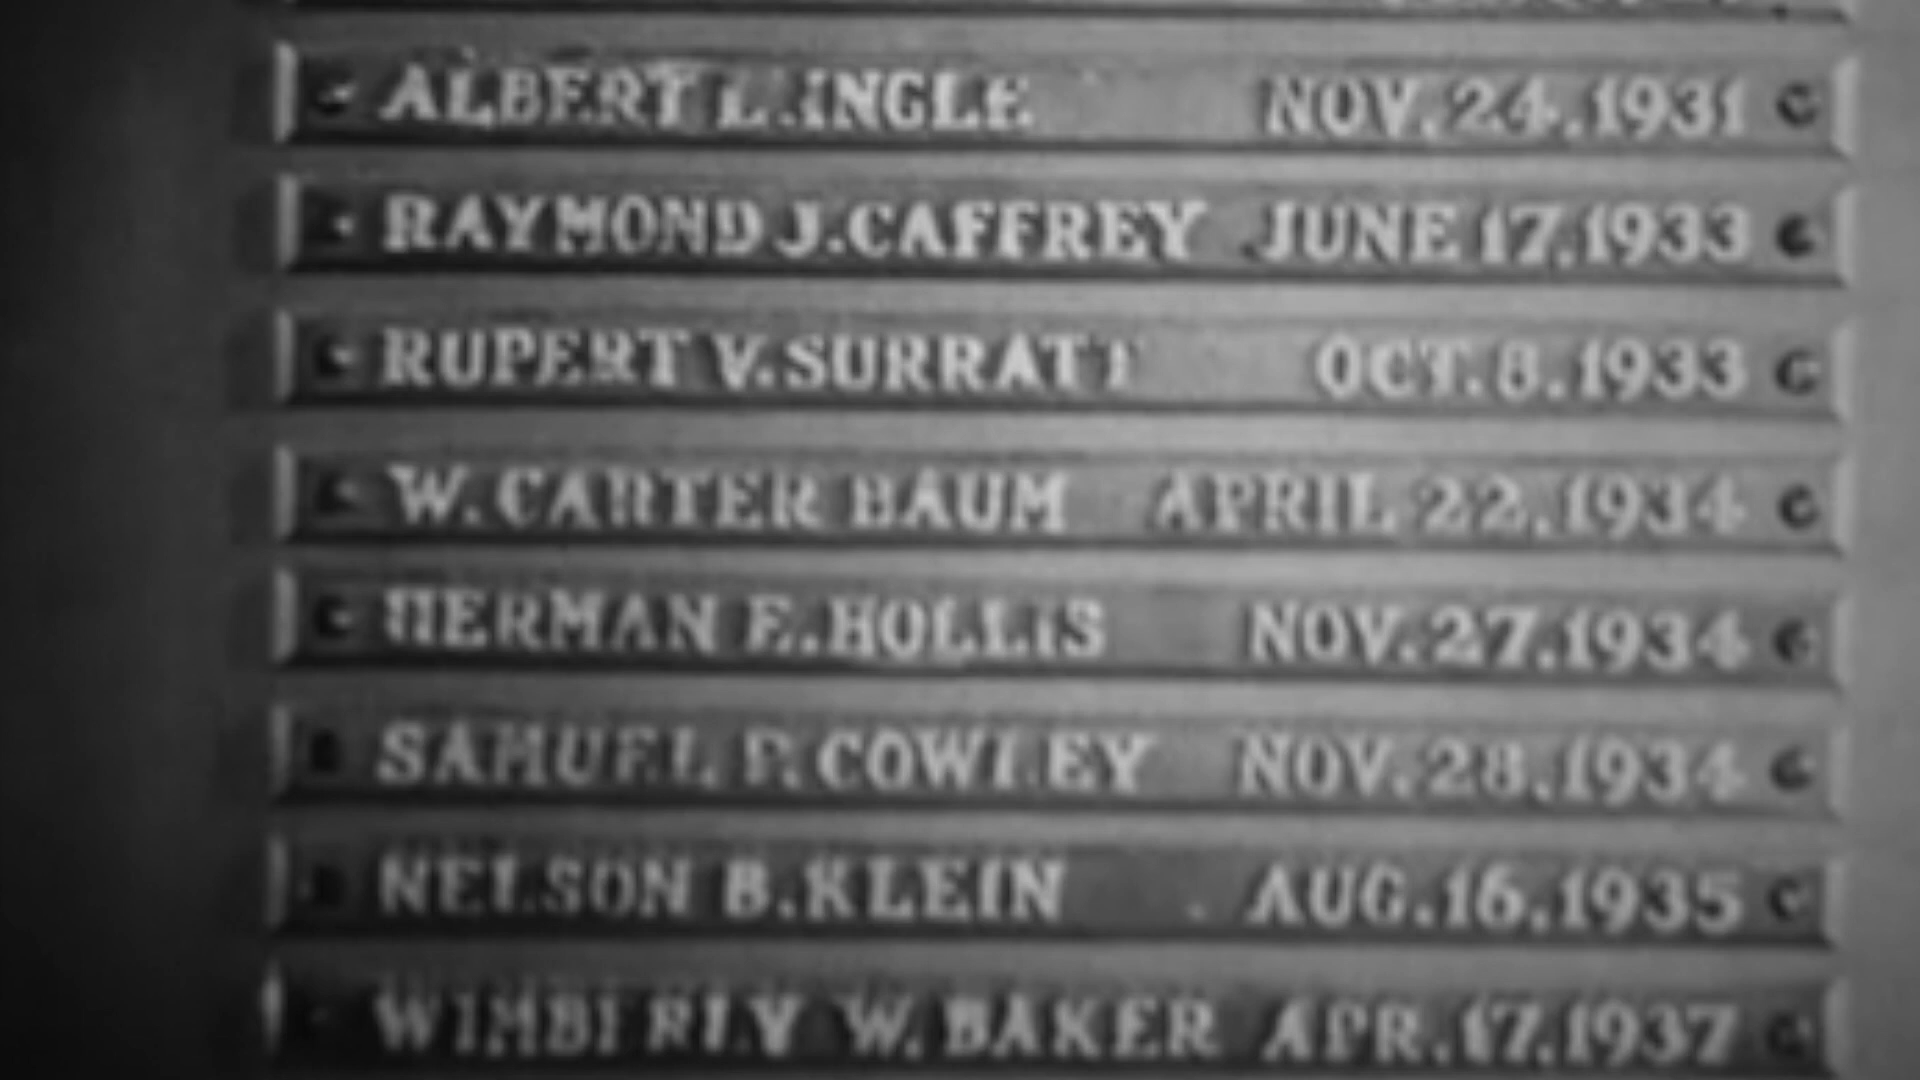 ALBERT L. INGLE NOV. 24, 1931
RAYMOND J. CAFFREY JUNE 17, 1933
RUPERT V. SURRATT OCT. 8, 1933
W. CARTER BAUM APRIL 22, 1934
HERMAN E. HOLLIS NOV. 27, 1934
SAMUEL P. COWLEY NOV. 28, 1934
NELSON B. KLEIN AUG. 16, 1935
WIMBERLY W. BAKER APR. 17, 1937